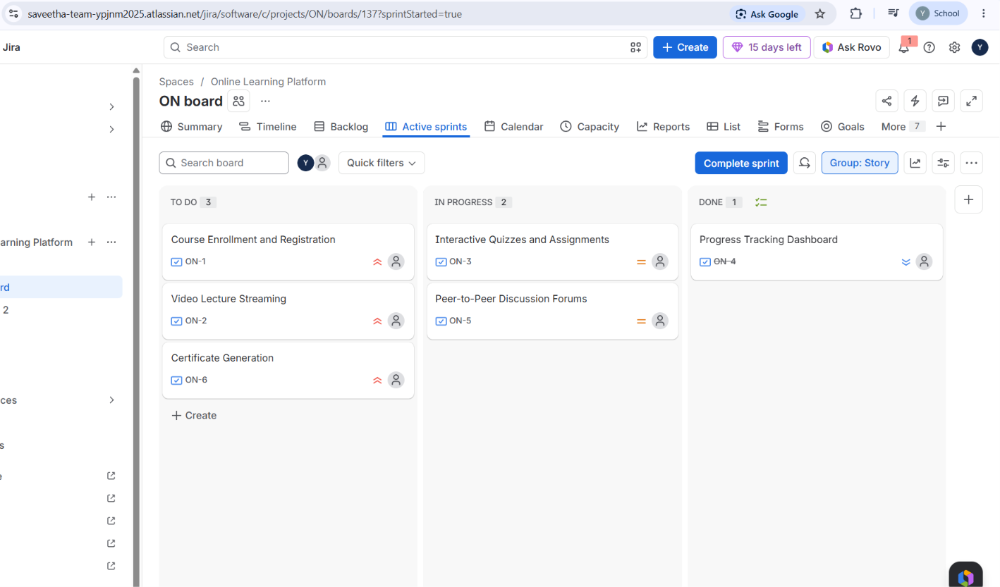 saveetha-team-ypjnm2025.atlassian.net/jira/software/c/projects/ON/boards/137?sprintStarted=true
Ask Google
Y School
Jira
Search
Create
15 days left
Ask Rovo
1
Y
Spaces / Online Learning Platform
ON board
Summary
Timeline
Backlog
Active sprints
Calendar
Capacity
Reports
List
Forms
Goals
More 7
Search board
Y
Quick filters
Complete sprint
Group: Story
arning Platform
rd
2
ces
s
e
TO DO 3
Course Enrollment and Registration
ON-1
Video Lecture Streaming
ON-2
Certificate Generation
ON-6
Create
IN PROGRESS 2
Interactive Quizzes and Assignments
ON-3
Peer-to-Peer Discussion Forums
ON-5
DONE 1
Progress Tracking Dashboard
ON-4